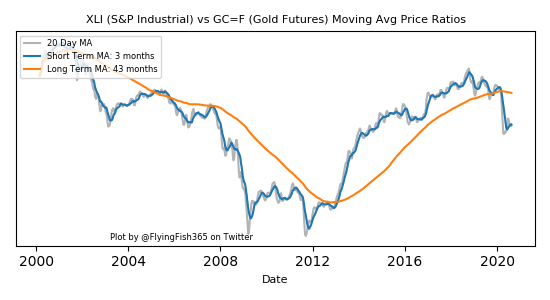 XLI (S&P Industrial) vs GC=F (Gold Futures) Moving Avg Price Ratios
20 Day MA
Short Term MA: 3 months
Long Term MA: 43 months
Plot by @FlyingFish365 on Twitter
2000 2004 2008 2012 2016 2020
Date